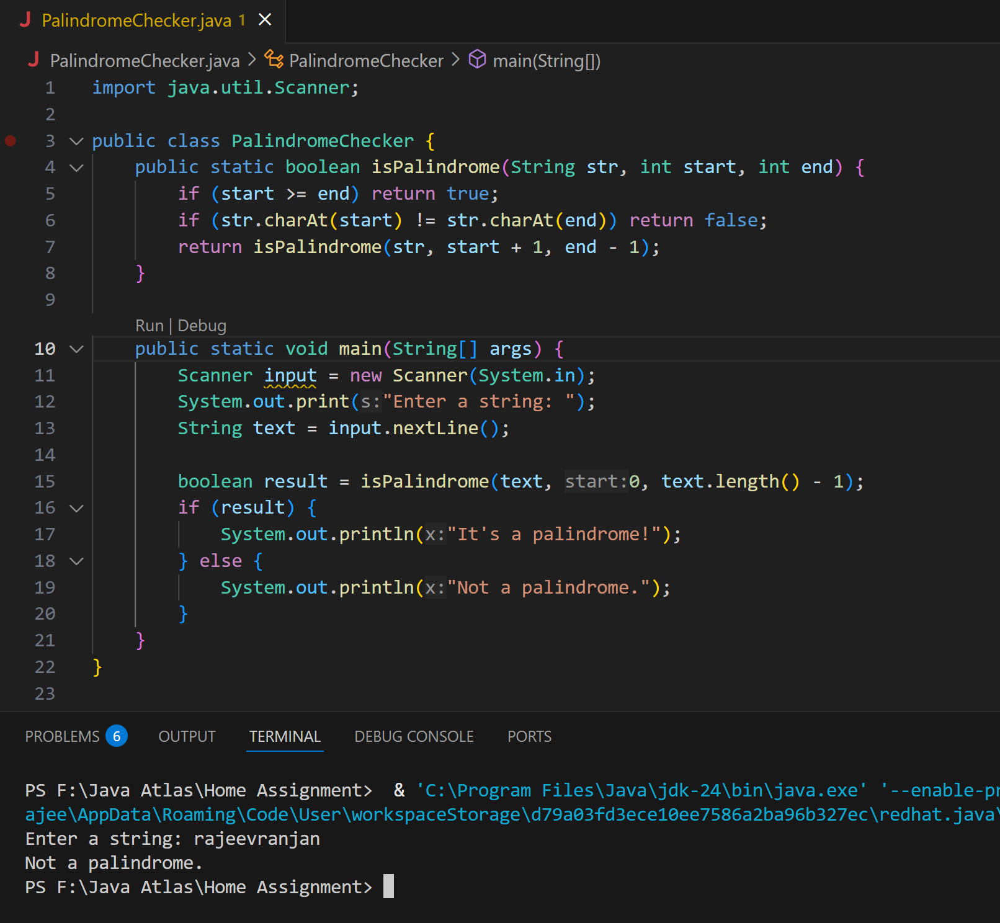 J PalindromeChecker.java 1 ×
J PalindromeChecker.java > PalindromeChecker > main(String[])
1 import java.util.Scanner;
2
3 public class PalindromeChecker {
4 public static boolean isPalindrome(String str, int start, int end) {
5 if (start >= end) return true;
6 if (str.charAt(start) != str.charAt(end)) return false;
7 return isPalindrome(str, start + 1, end - 1);
8 }
9
Run | Debug
10 public static void main(String[] args) {
11 Scanner input = new Scanner(System.in);
12 System.out.print(s:"Enter a string: ");
13 String text = input.nextLine();
14
15 boolean result = isPalindrome(text, start:0, text.length() - 1);
16 if (result) {
17 System.out.println(x:"It's a palindrome!");
18 } else {
19 System.out.println(x:"Not a palindrome.");
20 }
21 }
22 }
23
PROBLEMS 6 OUTPUT TERMINAL DEBUG CONSOLE PORTS
PS F:\Java Atlas\Home Assignment> & 'C:\Program Files\Java\jdk-24\bin\java.exe' '--enable-pr
ajee\AppData\Roaming\Code\User\workspaceStorage\d79a03fd3ece10ee7586a2ba96b327ec\redhat.java\
Enter a string: rajeevranjan
Not a palindrome.
PS F:\Java Atlas\Home Assignment>